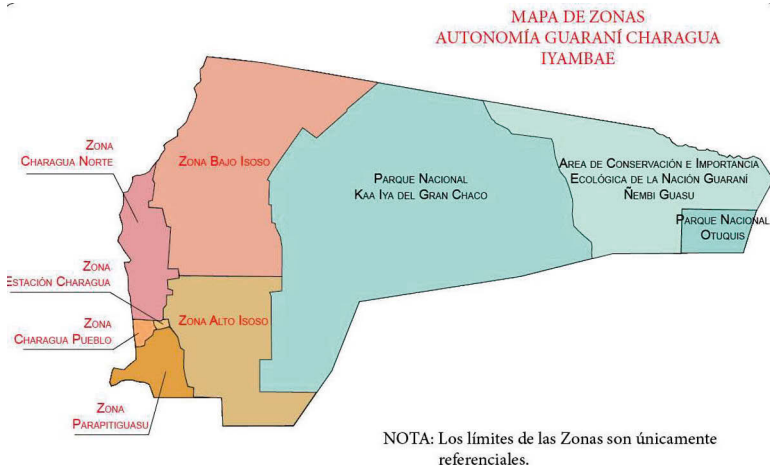 MAPA DE ZONAS
AUTONOMÍA GUARANÍ CHARAGUA
IYAMBAE
ZONA
CHARAGUA NORTE
ZONA BAJO ISOSO
PARQUE NACIONAL
KAA IYA DEL GRAN CHACO
AREA DE CONSERVACIÓN E IMPORTANCIA
ECOLÓGICA DE LA NACIÓN GUARANÍ
ÑEMBI GUASU
PARQUE NACIONAL
OTUQUIS
ZONA
ESTACIÓN CHARAGUA
ZONA
CHARAGUA PUEBLO
ZONA ALTO ISOSO
ZONA
PARAPITIGUASU
NOTA: Los límites de las Zonas son únicamente
referenciales.